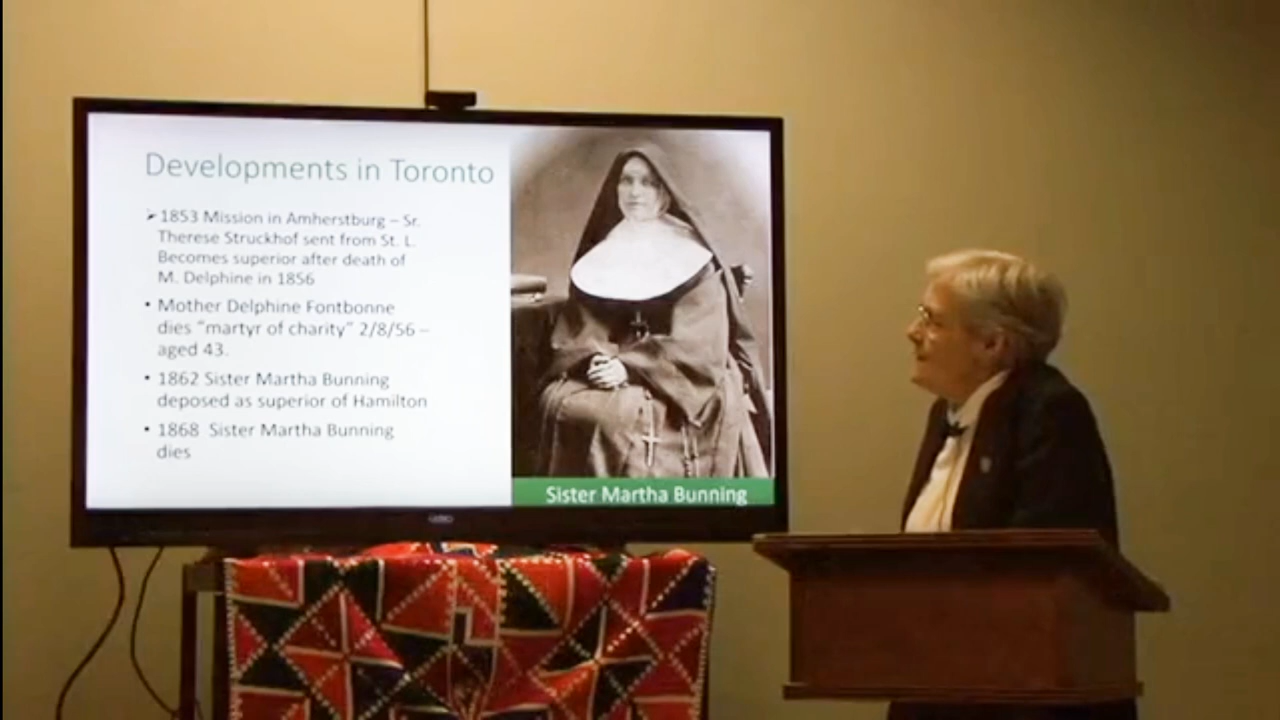 Developments in Toronto
➢ 1853 Mission in Amherstburg – Sr.
Therese Struckhof sent from St. L.
Becomes superior after death of
M. Delphine in 1856
• Mother Delphine Fontbonne
dies "martyr of charity" 2/8/56 –
aged 43.
• 1862 Sister Martha Bunning
deposed as superior of Hamilton
• 1868 Sister Martha Bunning
dies
Sister Martha Bunning